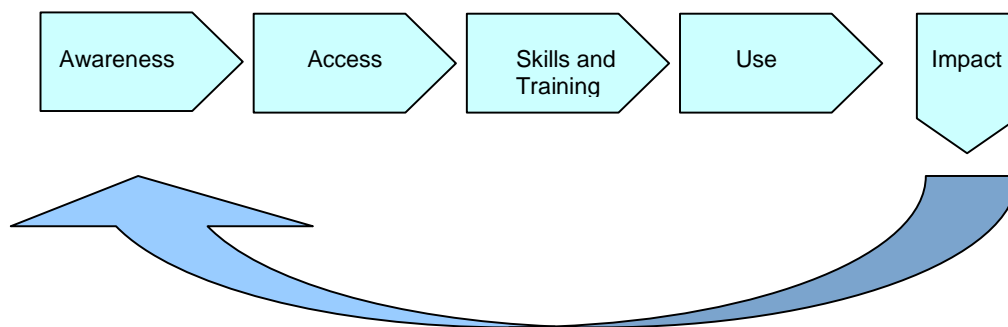 Awareness
Access
Skills and
Training
Use
Impact